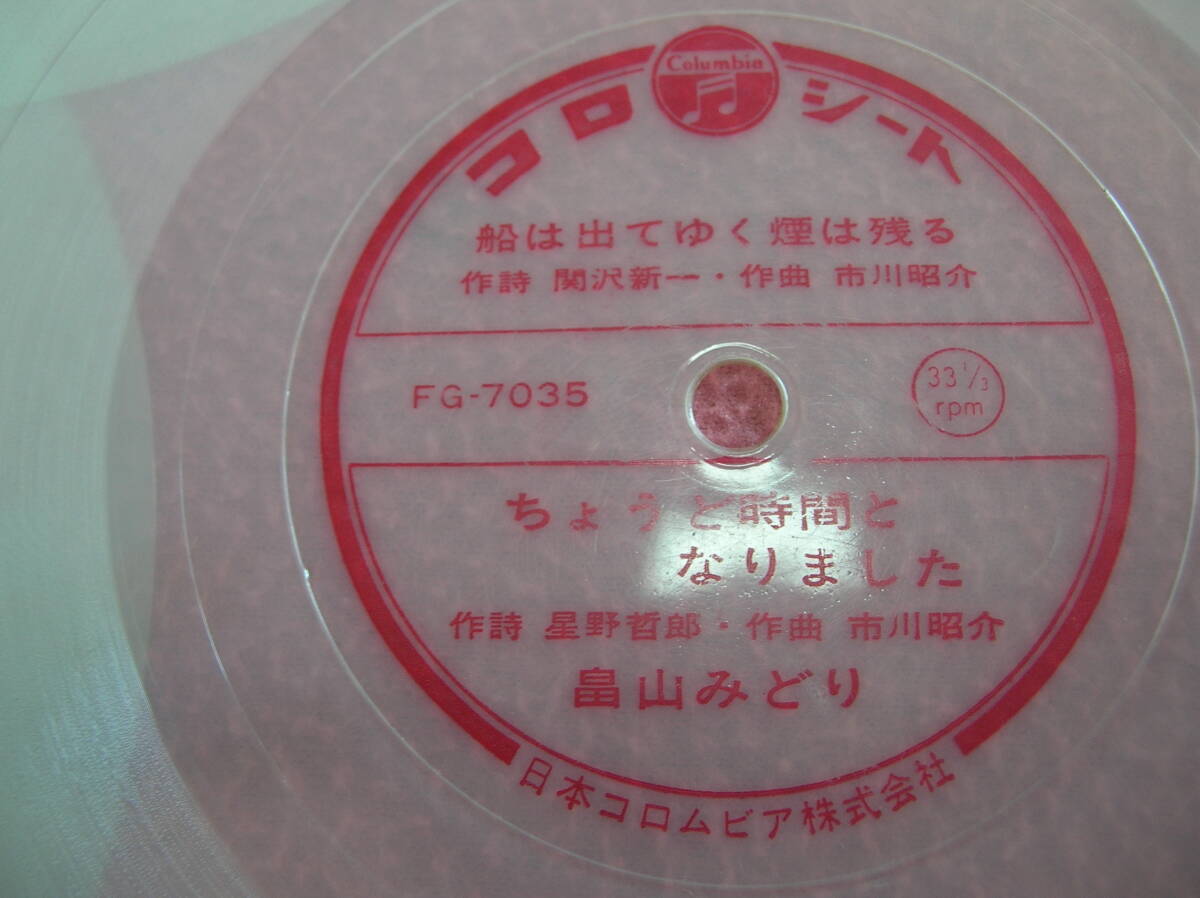 Columbia
コロシート
船は出てゆく煙は残る
作詩 関沢新一・作曲 市川昭介
FG-7035
33 1/3
rpm
ちょうど時間と
なりました
作詩 星野哲郎・作曲 市川昭介
畠山みどり
日本コロムビア株式会社